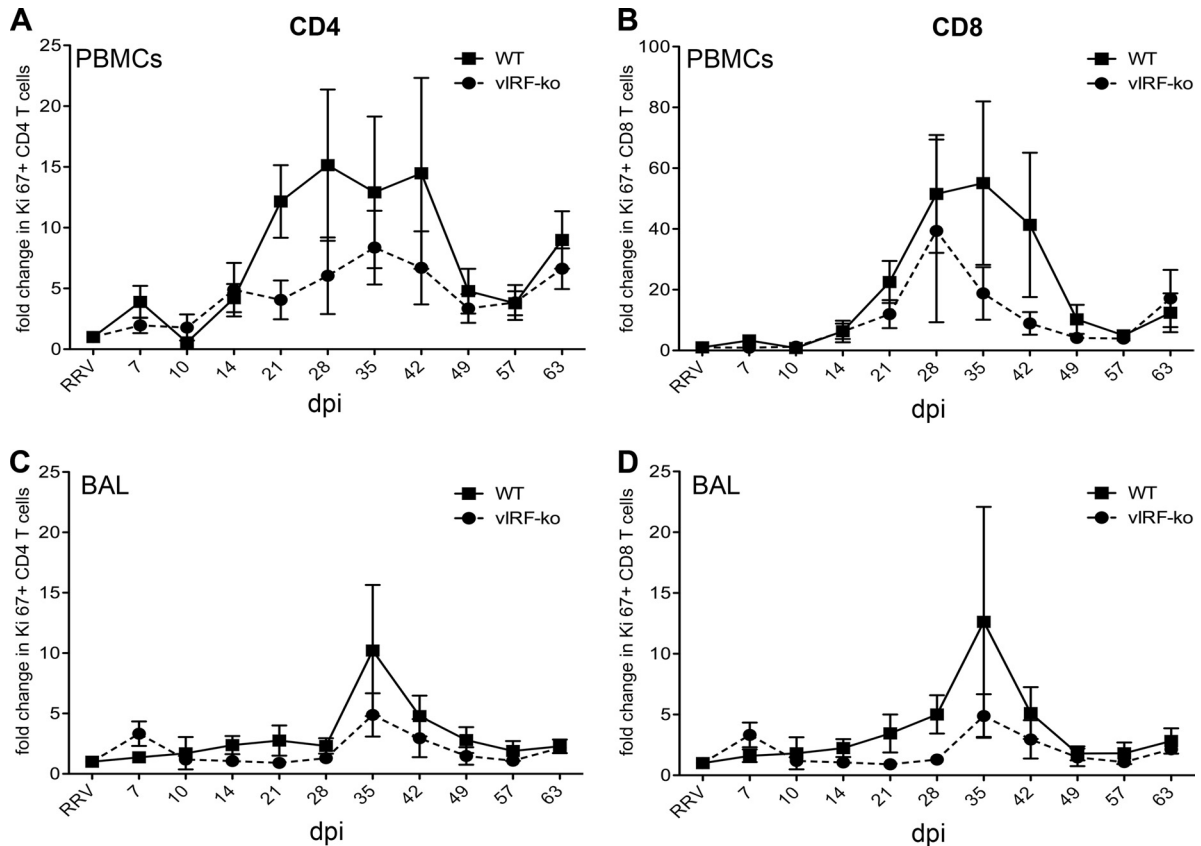 A
CD4
PBMCs
WT
vIRF-ko
fold change in Ki 67+ CD4 T cells
25
20
15
10
5
0
RRV 7 10 14 21 28 35 42 49 57 63
dpi
B
CD8
PBMCs
WT
vIRF-ko
fold change in Ki 67+ CD8 T cells
100
80
60
40
20
0
RRV 7 10 14 21 28 35 42 49 57 63
dpi
C
BAL
WT
vIRF-ko
fold change in Ki 67+ CD4 T cells
25
20
15
10
5
0
RRV 7 10 14 21 28 35 42 49 57 63
dpi
D
BAL
WT
vIRF-ko
fold change in Ki 67+ CD8 T cells
25
20
15
10
5
0
RRV 7 10 14 21 28 35 42 49 57 63
dpi